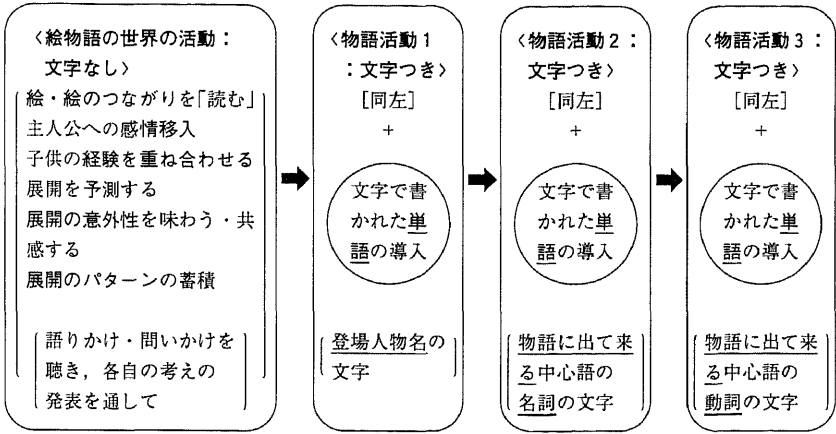 〈絵物語の世界の活動：
文字なし〉
絵・絵のつながりを「読む」
主人公への感情移入
子供の経験を重ね合わせる
展開を予測する
展開の意外性を味わう・共
感する
展開のパターンの蓄積
語りかけ・問いかけを
聴き，各自の考えの
発表を通して
〈物語活動1
：文字つき〉
［同左］
+
文字で書
かれた単
語の導入
登場人物名の
文字
〈物語活動2：
文字つき〉
［同左］
+
文字で書
かれた単
語の導入
物語に出て来
る中心語の
名詞の文字
〈物語活動3：
文字つき〉
［同左］
+
文字で書
かれた単
語の導入
物語に出て来
る中心語の
動詞の文字